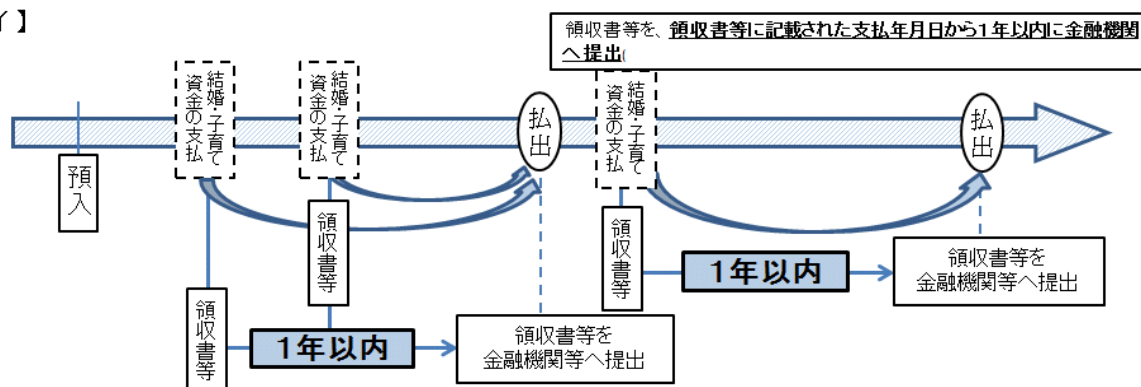 イ】
領収書等を、領収書等に記載された支払年月日から1年以内に金融機関
へ提出(
結婚・子育て
資金の支払
結婚・子育て
資金の支払
払出
結婚・子育て
資金の支払
払出
預入
領収書等
領収書等
1年以内
領収書等を
金融機関等へ提出
領収書等
1年以内
領収書等を
金融機関等へ提出